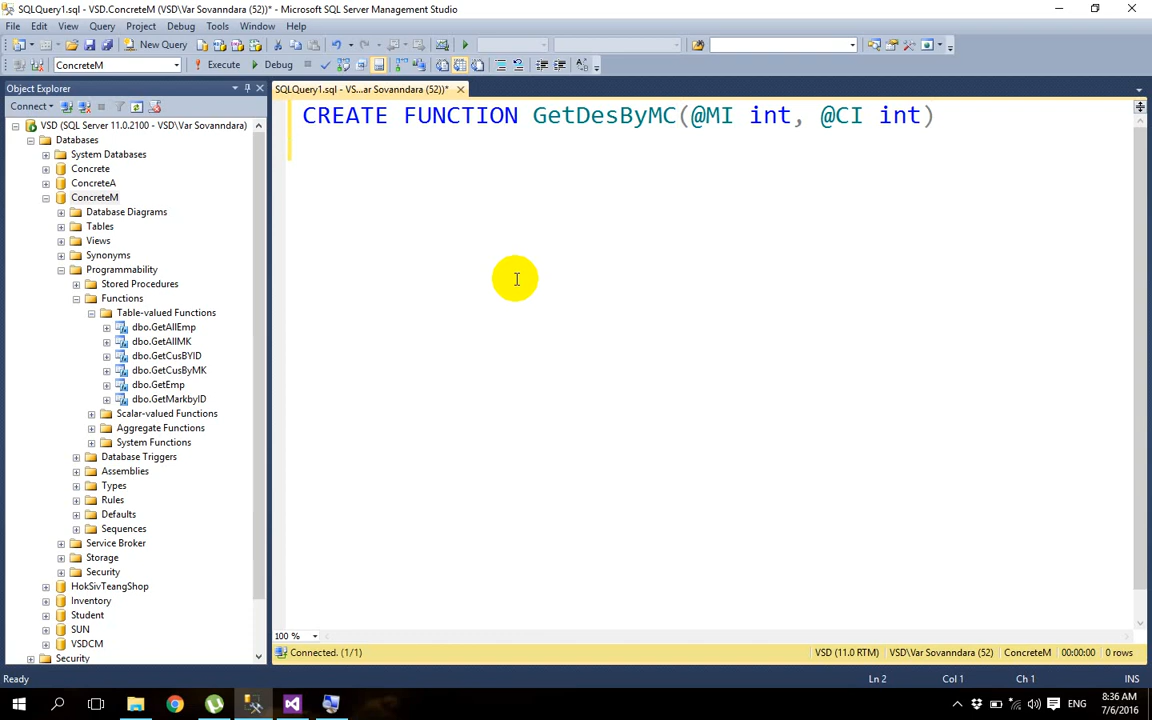 SQLQuery1.sql - VSD.ConcreteM (VSD\Var Sovanndara (52))* - Microsoft SQL Server Management Studio
File Edit View Query Project Debug Tools Window Help
New Query
ConcreteM Execute Debug
Object Explorer
SQLQuery1.sql - VS...ar Sovanndara (52))*
Connect
CREATE FUNCTION GetDesByMC(@MI int, @CI int)
VSD (SQL Server 11.0.2100 - VSD\Var Sovanndara)
Databases
System Databases
Concrete
ConcreteA
ConcreteM
Database Diagrams
Tables
Views
Synonyms
Programmability
Stored Procedures
Functions
Table-valued Functions
dbo.GetAllEmp
dbo.GetAllMK
dbo.GetCusBYID
dbo.GetCusByMK
dbo.GetEmp
dbo.GetMarkbyID
Scalar-valued Functions
Aggregate Functions
System Functions
Database Triggers
Assemblies
Types
Rules
Defaults
Sequences
Service Broker
Storage
Security
HokSivTeangShop
Inventory
Student
SUN
VSDCM
Security
100 %
Connected. (1/1) VSD (11.0 RTM) VSD\Var Sovanndara (52) ConcreteM 00:00:00 0 rows
Ready Ln 2 Col 1 Ch 1 INS
ENG 8:36 AM
7/6/2016